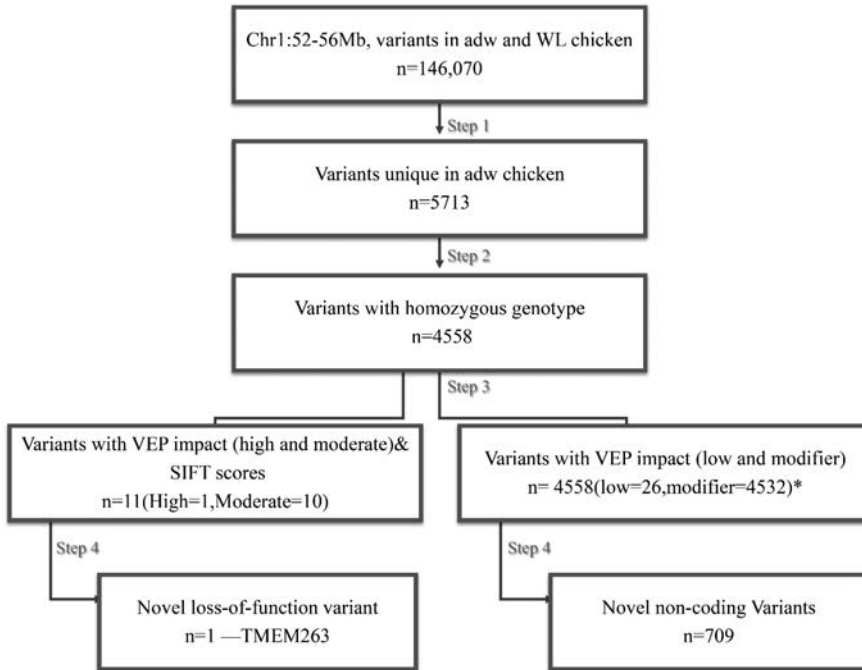 Chr1:52-56Mb, variants in adw and WL chicken
n=146,070
Step 1
Variants unique in adw chicken
n=5713
Step 2
Variants with homozygous genotype
n=4558
Step 3
Variants with VEP impact (high and moderate)&
SIFT scores
n=11(High=1,Moderate=10)
Variants with VEP impact (low and modifier)
n= 4558(low=26,modifier=4532)*
Step 4
Step 4
Novel loss-of-function variant
n=1 —TMEM263
Novel non-coding Variants
n=709